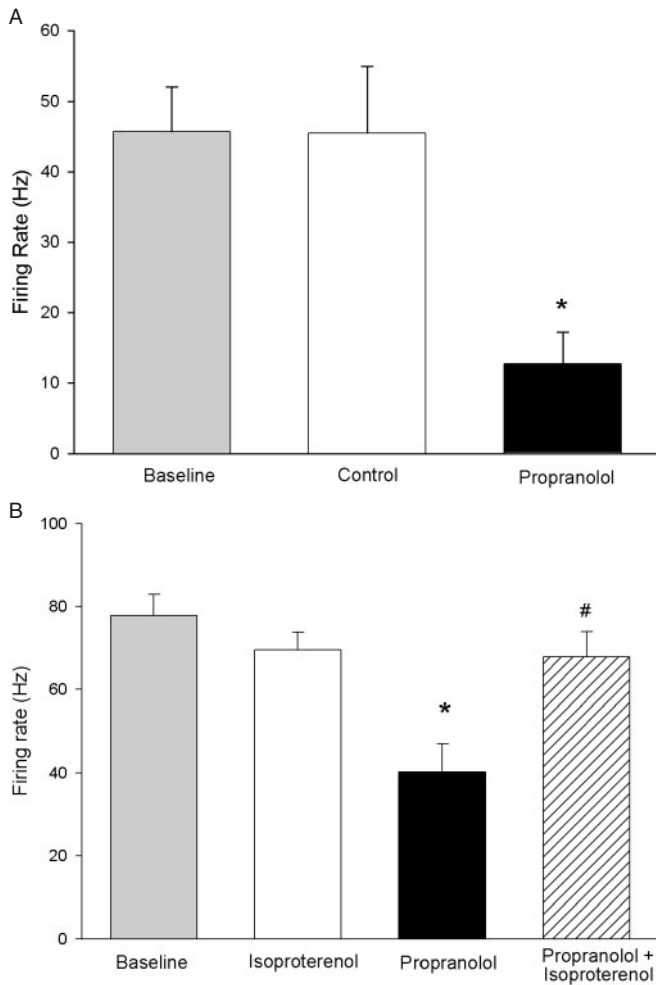 A
Firing Rate (Hz)
60
50
40
30
20
10
0
*
Baseline
Control
Propranolol
B
Firing rate (Hz)
100
80
60
40
20
0
*
#
Baseline
Isoproterenol
Propranolol
Propranolol +
Isoproterenol